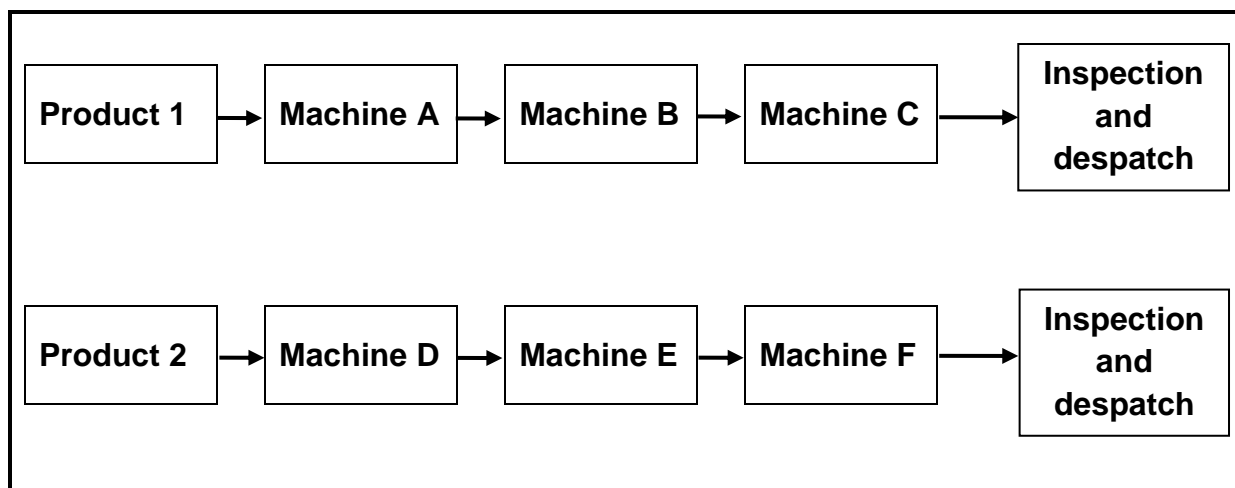 Product 1
Machine A
Machine B
Machine C
Inspection
and
despatch
Product 2
Machine D
Machine E
Machine F
Inspection
and
despatch